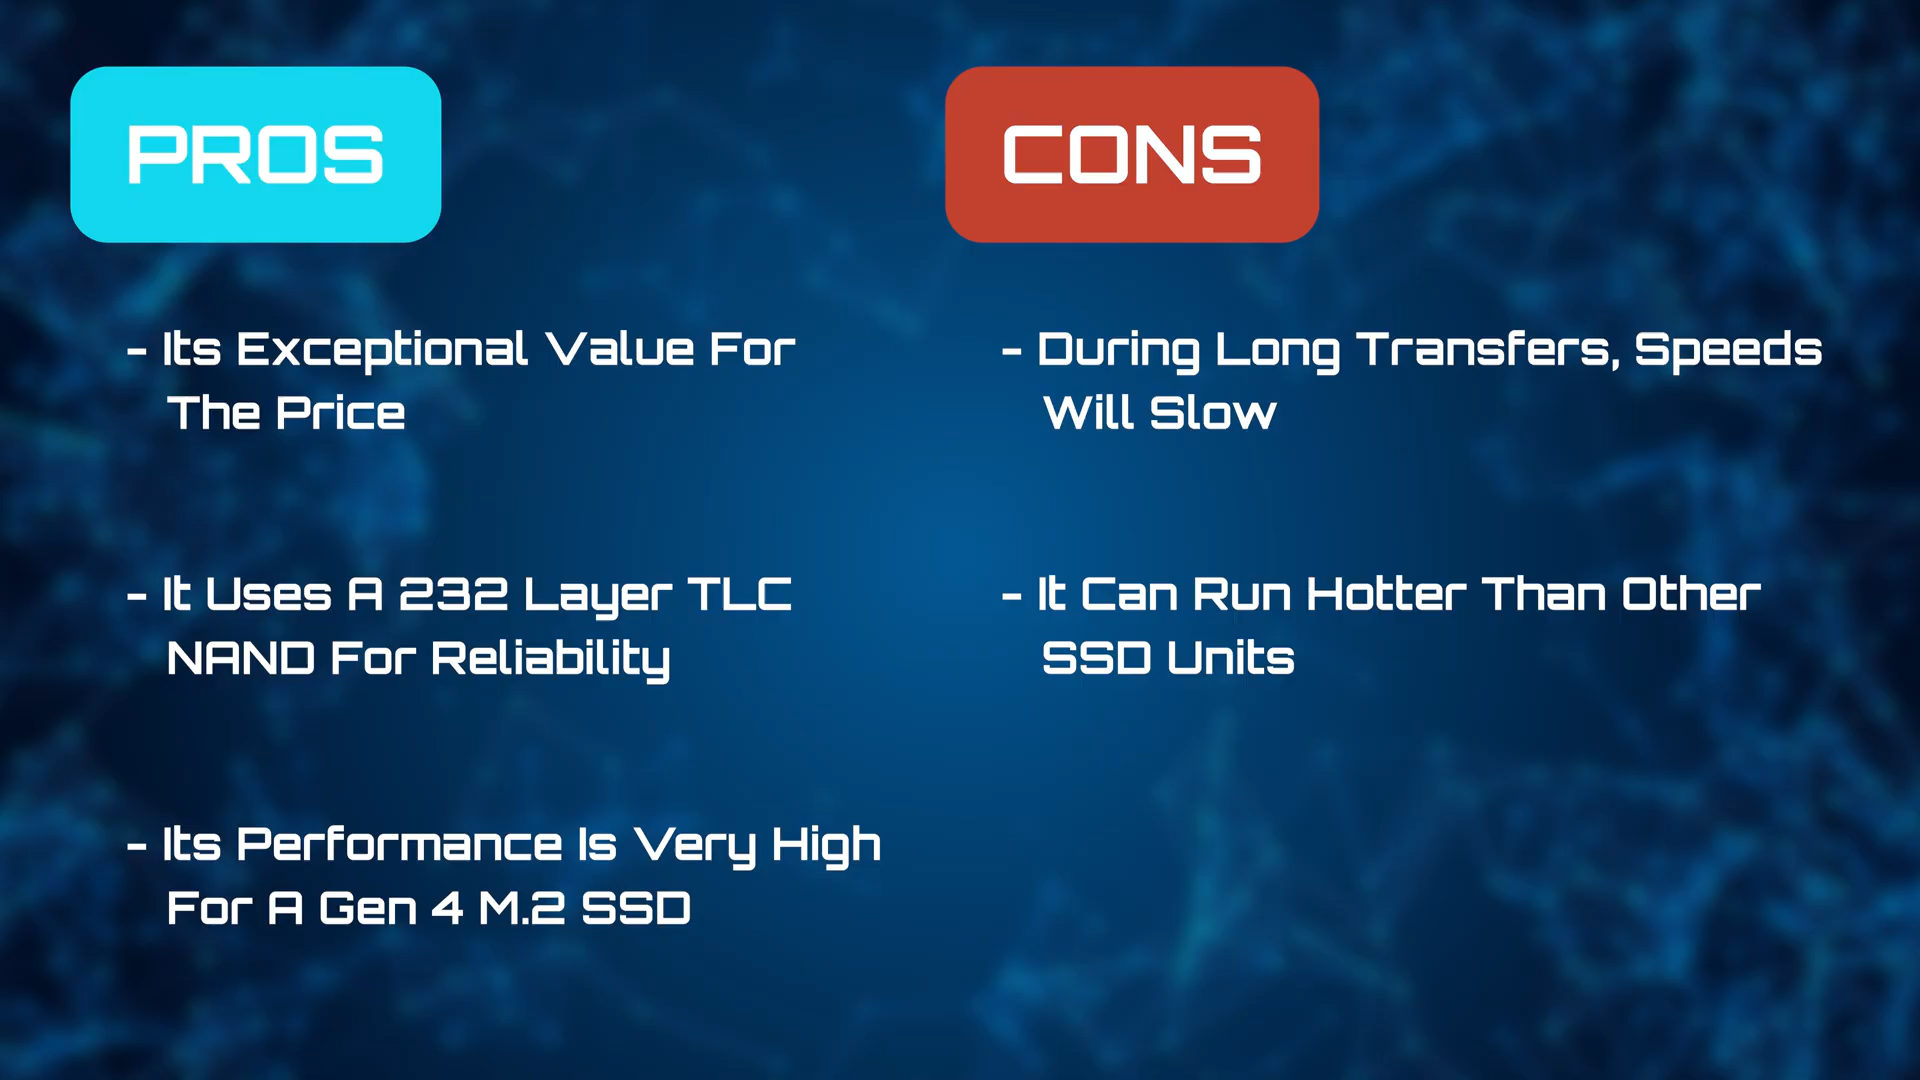 PROS
- Its Exceptional Value For
The Price
- It Uses A 232 Layer TLC
NAND For Reliability
- Its Performance Is Very High
For A Gen 4 M.2 SSD
CONS
- During Long Transfers, Speeds
Will Slow
- It Can Run Hotter Than Other
SSD Units